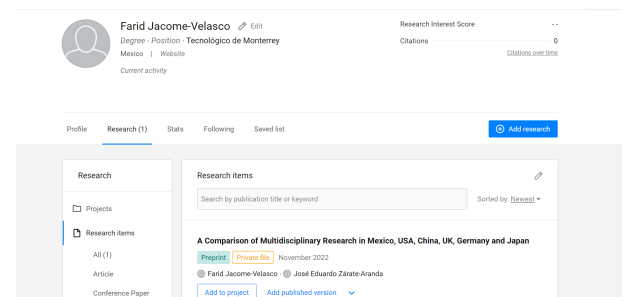 Farid Jacome-Velasco Edit
Degree · Position · Tecnológico de Monterrey
Mexico | Website
Current activity
Research Interest Score --
Citations 0
Citations over time
Profile Research (1) Stats Following Saved list Add research
Research
Projects
Research items
All (1)
Article
Conference Paper
Research items
Search by publication title or keyword Sorted by: Newest
A Comparison of Multidisciplinary Research in Mexico, USA, China, UK, Germany and Japan
Preprint Private file November 2022
Farid Jacome-Velasco · José Eduardo Zárate-Aranda
Add to project Add published version